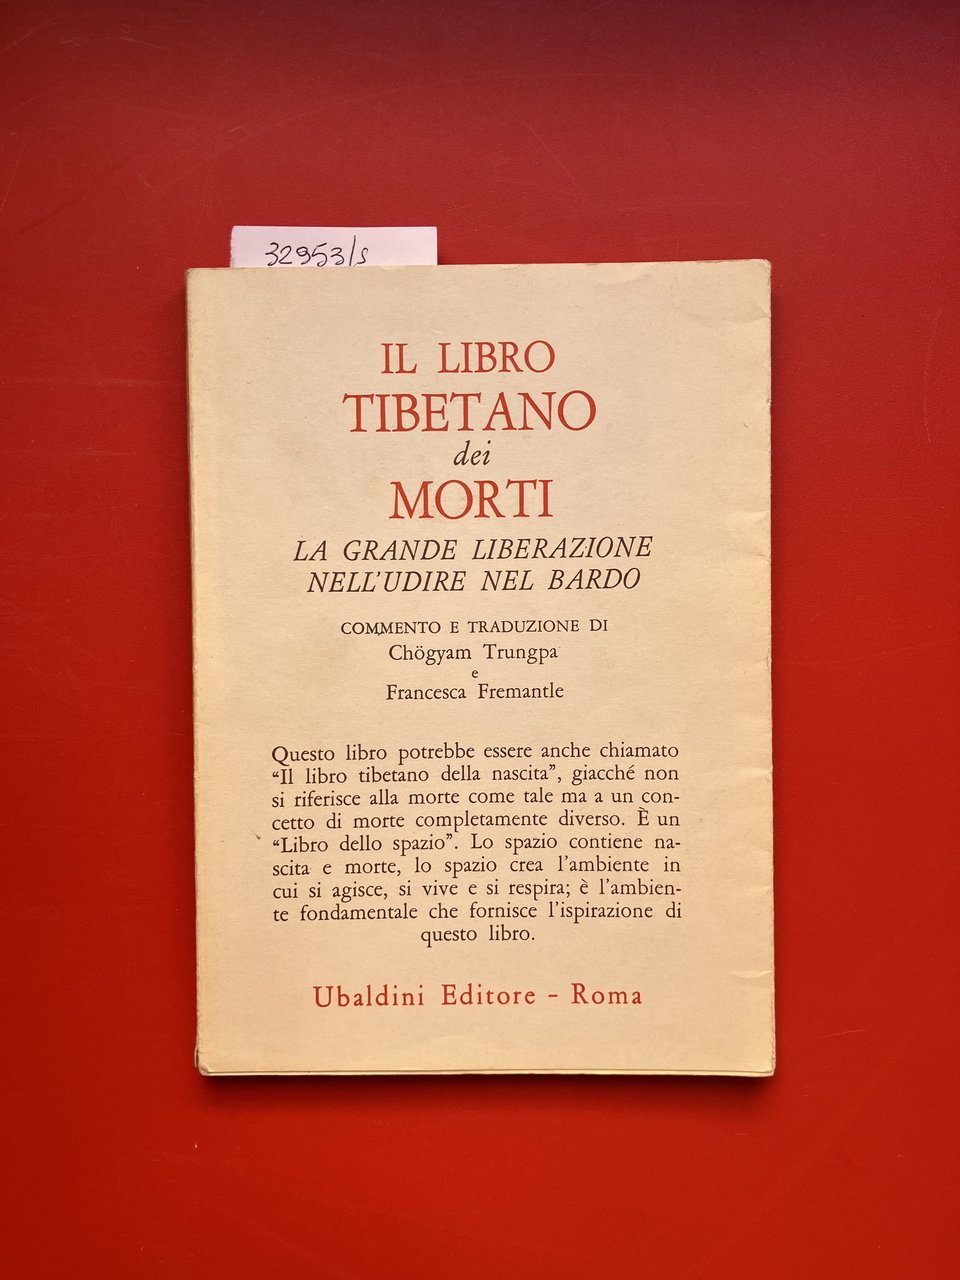 32953/s
IL LIBRO
TIBETANO
dei
MORTI
LA GRANDE LIBERAZIONE
NELL'UDIRE NEL BARDO
COMMENTO E TRADUZIONE DI
Chögyam Trungpa
e
Francesca Fremantle
Questo libro potrebbe essere anche chiamato
“Il libro tibetano della nascita”, giacché non
si riferisce alla morte come tale ma a un con-
cetto di morte completamente diverso. È un
“Libro dello spazio”. Lo spazio contiene na-
scita e morte, lo spazio crea l'ambiente in
cui si agisce, si vive e si respira; è l'ambien-
te fondamentale che fornisce l'ispirazione di
questo libro.
Ubaldini Editore - Roma